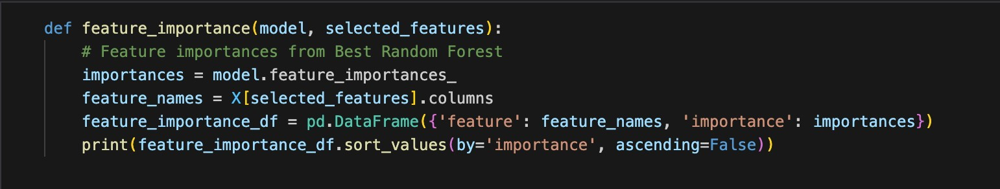 def feature_importance(model, selected_features):
    # Feature importances from Best Random Forest
    importances = model.feature_importances_
    feature_names = X[selected_features].columns
    feature_importance_df = pd.DataFrame({'feature': feature_names, 'importance': importances})
    print(feature_importance_df.sort_values(by='importance', ascending=False))